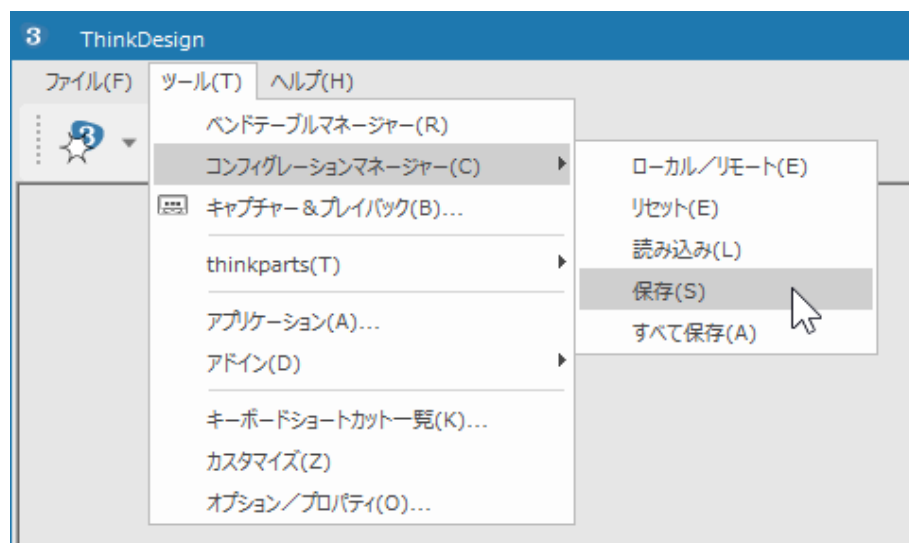 3 ThinkDesign
ファイル(F) ツール(T) ヘルプ(H)
3
ベンドテーブルマネージャー(R)
コンフィグレーションマネージャー(C)
キャプチャー＆プレイバック(B)...
thinkparts(T)
アプリケーション(A)...
アドイン(D)
キーボードショートカット一覧(K)...
カスタマイズ(Z)
オプション／プロパティ(O)...
ローカル／リモート(E)
リセット(E)
読み込み(L)
保存(S)
すべて保存(A)